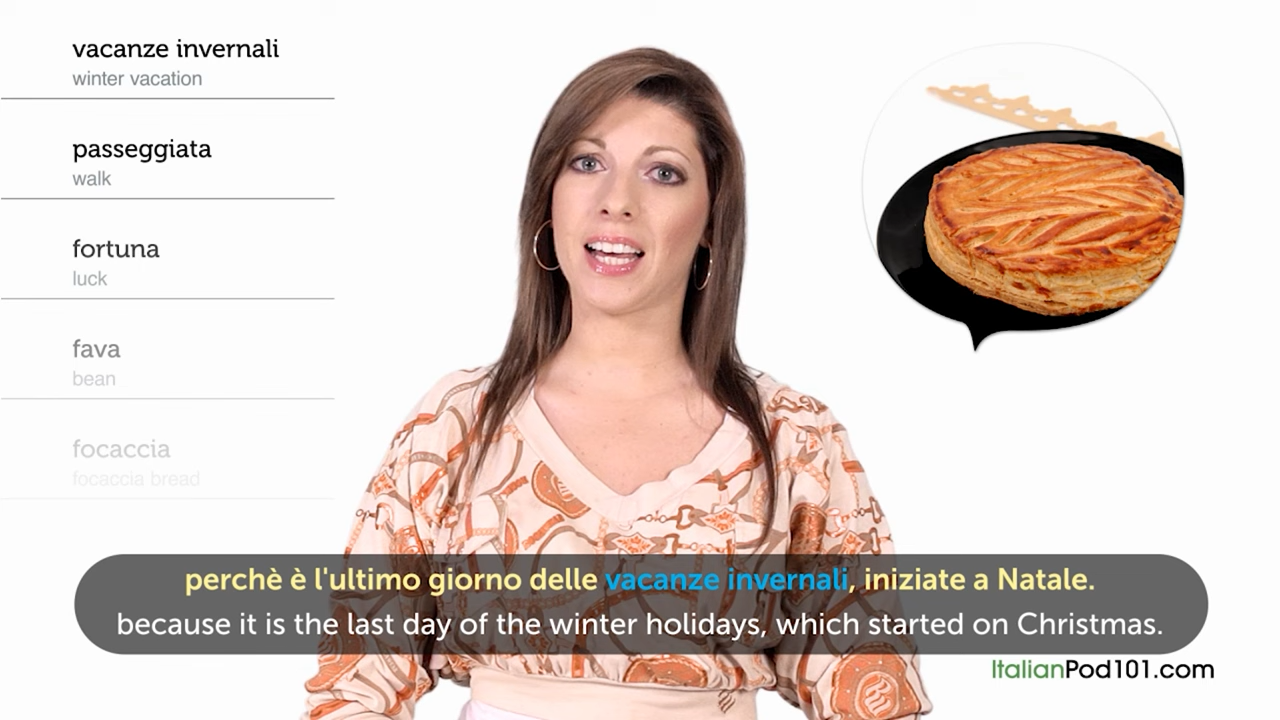 vacanze invernali
winter vacation
passeggiata
walk
fortuna
luck
fava
bean
focaccia
focaccia bread
perchè è l'ultimo giorno delle vacanze invernali, iniziate a Natale.
because it is the last day of the winter holidays, which started on Christmas.
ItalianPod101.com